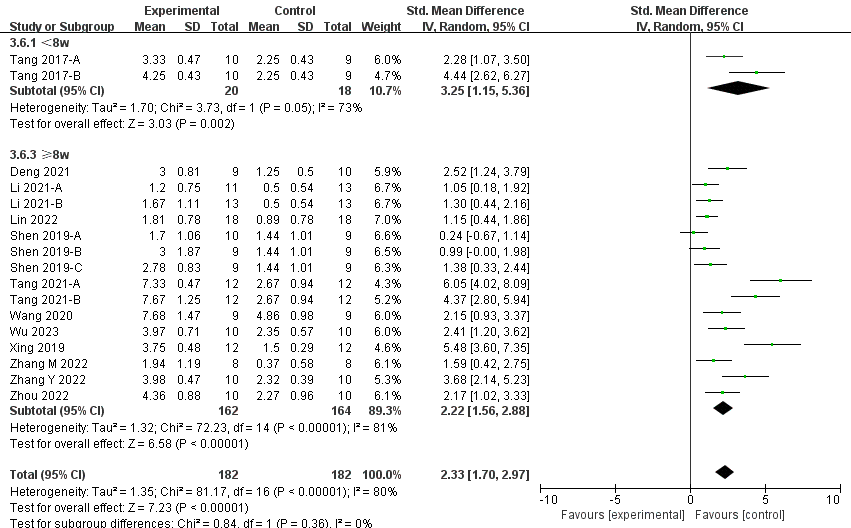 Experimental Control Std. Mean Difference Std. Mean Difference
Study or Subgroup Mean SD Total Mean SD Total Weight IV, Random, 95% CI IV, Random, 95% CI
3.6.1 <8w
Tang 2017-A 3.33 0.47 10 2.25 0.43 9 6.0% 2.28 [1.07, 3.50]
Tang 2017-B 4.25 0.43 10 2.25 0.43 9 4.7% 4.44 [2.62, 6.27]
Subtotal (95% CI) 20 18 10.7% 3.25 [1.15, 5.36]
Heterogeneity: Tau² = 1.70; Chi² = 3.73, df = 1 (P = 0.05); I² = 73%
Test for overall effect: Z = 3.03 (P = 0.002)
3.6.3 ≥8w
Deng 2021 3 0.81 9 1.25 0.5 10 5.9% 2.52 [1.24, 3.79]
Li 2021-A 1.2 0.75 11 0.5 0.54 13 6.7% 1.05 [0.18, 1.92]
Li 2021-B 1.67 1.11 13 0.5 0.54 13 6.7% 1.30 [0.44, 2.16]
Lin 2022 1.81 0.78 18 0.89 0.78 18 7.0% 1.15 [0.44, 1.86]
Shen 2019-A 1.7 1.06 10 1.44 1.01 9 6.6% 0.24 [-0.67, 1.14]
Shen 2019-B 3 1.87 9 1.44 1.01 9 6.5% 0.99 [-0.00, 1.98]
Shen 2019-C 2.78 0.83 9 1.44 1.01 9 6.4% 1.38 [0.33, 2.44]
Tang 2021-A 7.33 0.47 12 2.67 0.94 12 4.3% 6.05 [4.02, 8.09]
Tang 2021-B 7.67 1.25 12 2.67 0.94 12 5.2% 4.37 [2.80, 5.94]
Wang 2020 7.68 1.47 9 4.86 0.98 9 6.0% 2.15 [0.93, 3.37]
Wu 2023 3.97 0.71 10 2.35 0.57 10 6.0% 2.41 [1.20, 3.62]
Xing 2019 3.75 0.48 12 1.5 0.29 12 4.6% 5.48 [3.60, 7.35]
Zhang M 2022 1.94 1.19 8 0.37 0.58 8 6.1% 1.59 [0.42, 2.75]
Zhang Y 2022 3.98 0.47 10 2.32 0.39 10 5.3% 3.68 [2.14, 5.23]
Zhou 2022 4.36 0.88 10 2.27 0.96 10 6.1% 2.17 [1.02, 3.33]
Subtotal (95% CI) 162 164 89.3% 2.22 [1.56, 2.88]
Heterogeneity: Tau² = 1.32; Chi² = 72.23, df = 14 (P < 0.00001); I² = 81%
Test for overall effect: Z = 6.58 (P < 0.00001)
Total (95% CI) 182 182 100.0% 2.33 [1.70, 2.97]
Heterogeneity: Tau² = 1.35; Chi² = 81.17, df = 16 (P < 0.00001); I² = 80%
Test for overall effect: Z = 7.23 (P < 0.00001)
Test for subgroup differences: Chi² = 0.84, df = 1 (P = 0.36), I² = 0%
-10 -5 0 5 10
Favours [experimental] Favours [control]